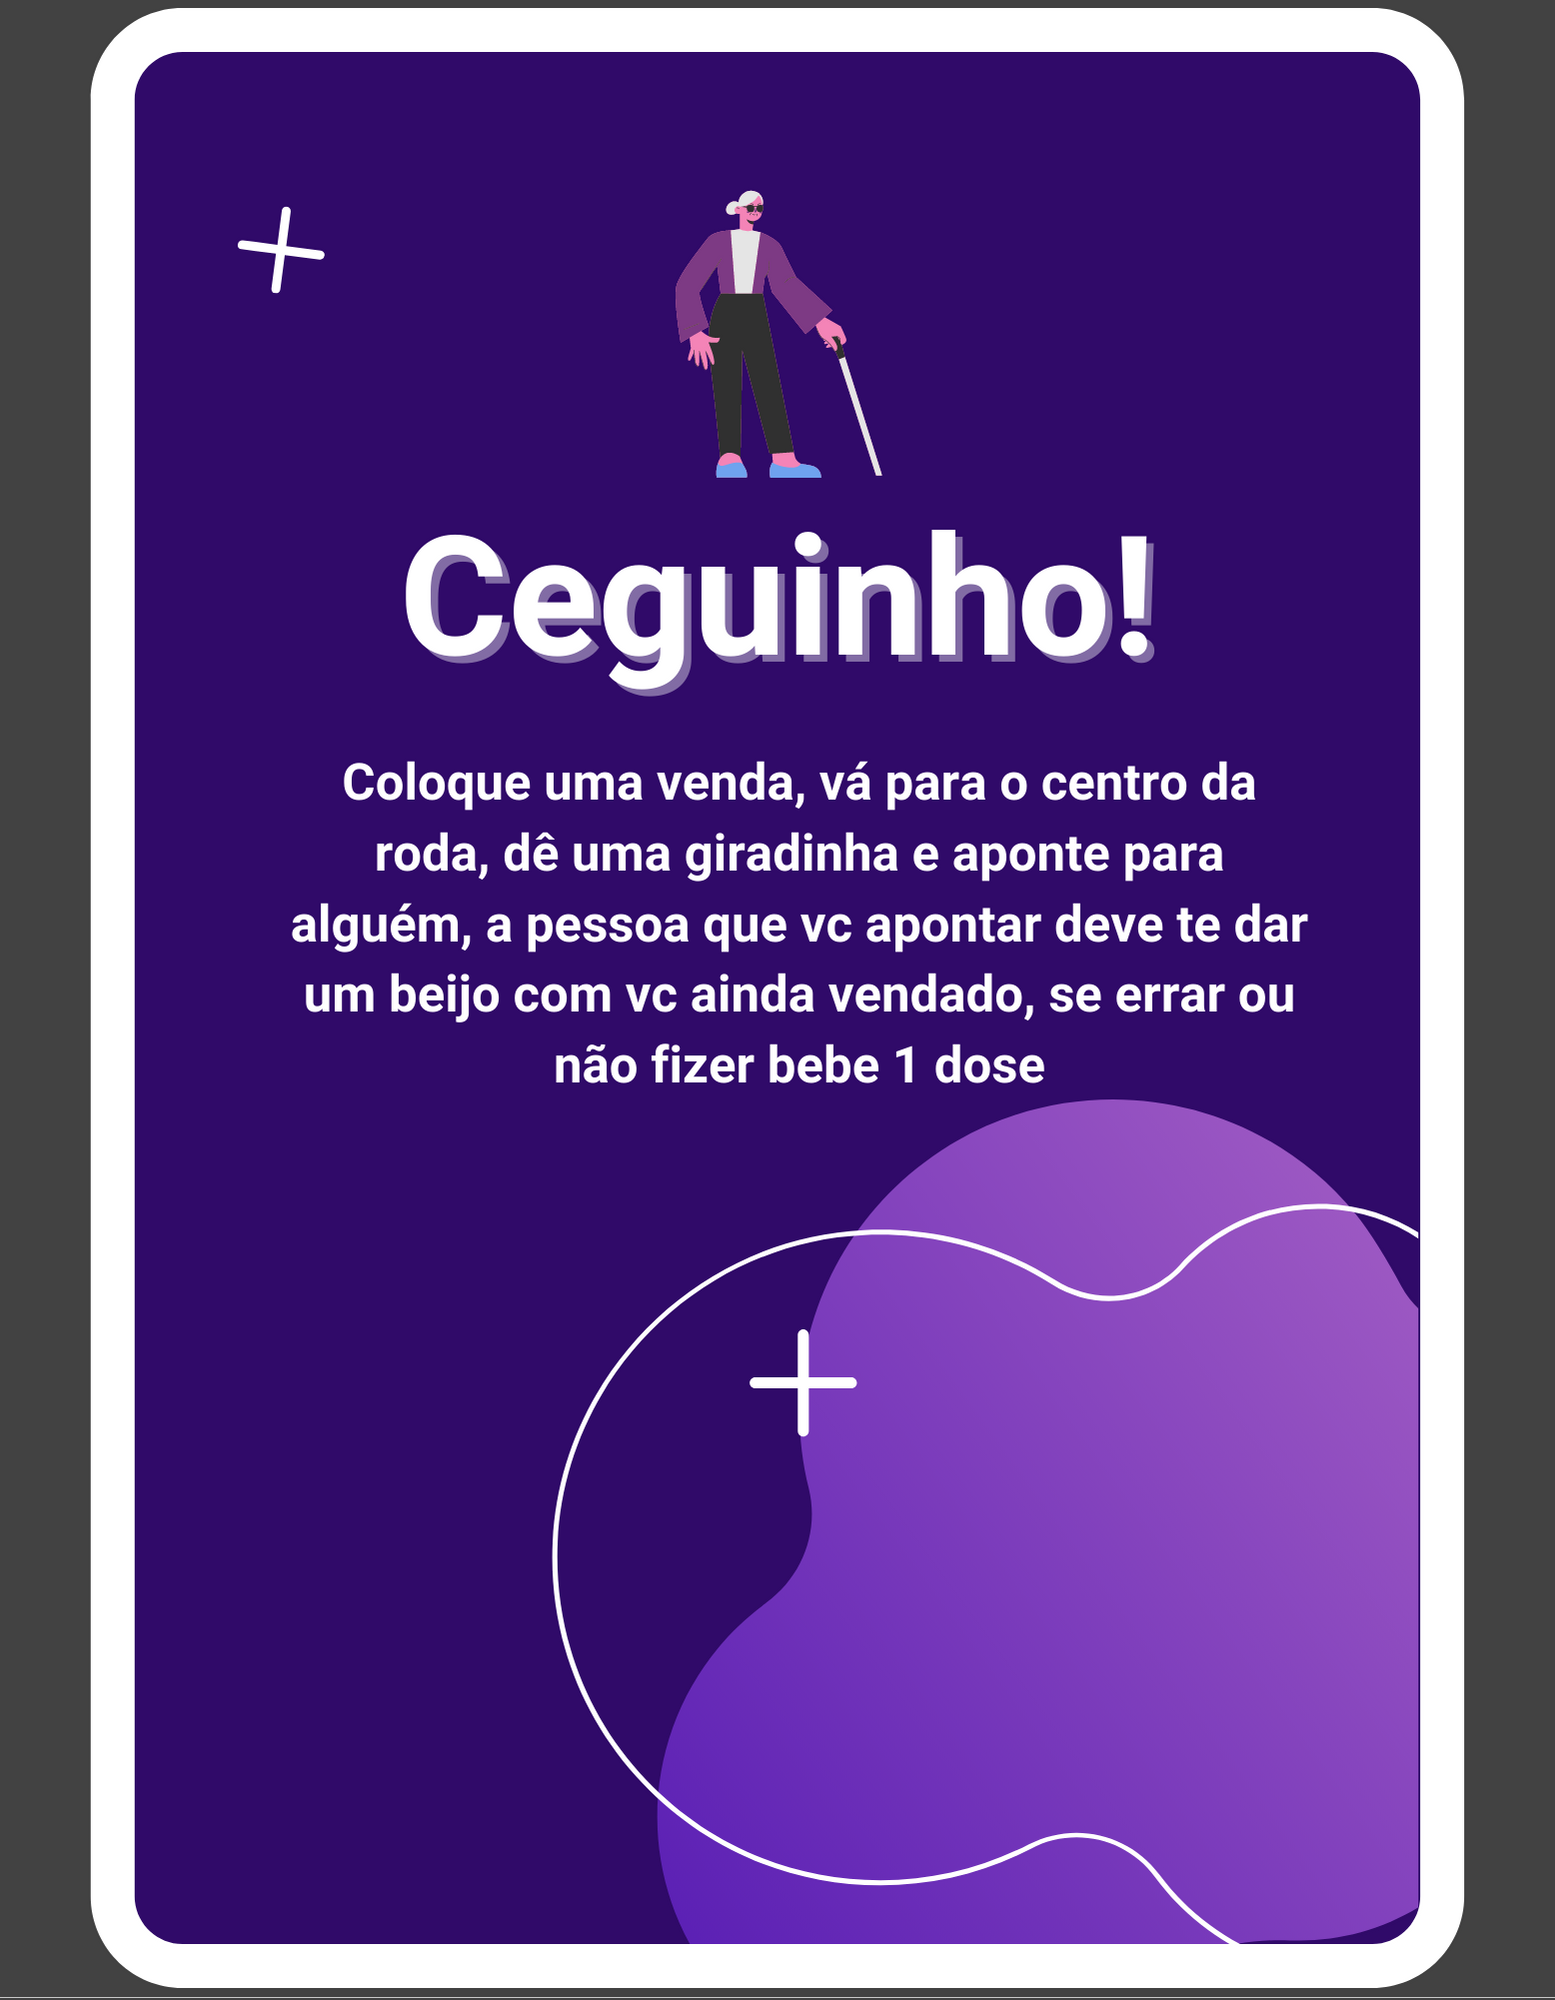 Ceguinho!
Coloque uma venda, vá para o centro da
roda, dê uma giradinha e aponte para
alguém, a pessoa que vc apontar deve te dar
um beijo com vc ainda vendado, se errar ou
não fizer bebe 1 dose